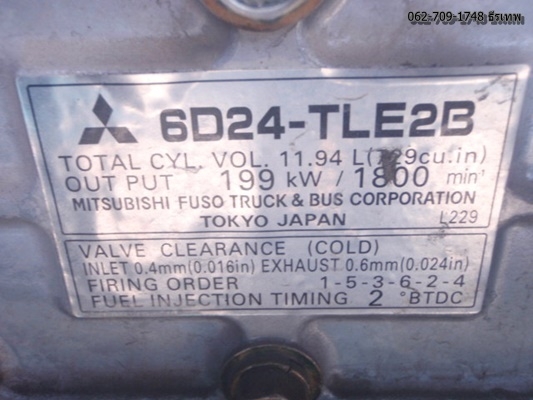 062-709-1748 ธีรเทพ
6D24-TLE2B
TOTAL CYL. VOL. 11.94 L(729cu.in)
OUT PUT 199 kW / 1800 min⁻¹
MITSUBISHI FUSO TRUCK & BUS CORPORATION
TOKYO JAPAN L229
VALVE CLEARANCE (COLD)
INLET 0.4mm(0.016in) EXHAUST 0.6mm(0.024in)
FIRING ORDER 1-5-3-6-2-4
FUEL INJECTION TIMING 2 °BTDC